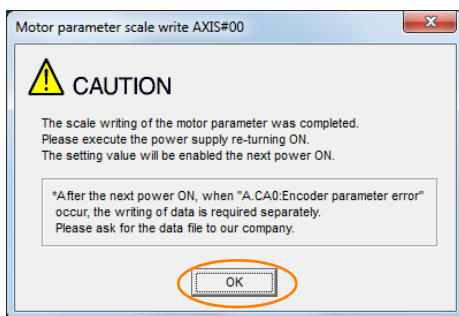 Motor parameter scale write AXIS#00
CAUTION
The scale writing of the motor parameter was completed.
Please execute the power supply re-turning ON.
The setting value will be enabled the next power ON.
*After the next power ON, when "A.CA0:Encoder parameter error"
occur, the writing of data is required separately.
Please ask for the data file to our company.
OK